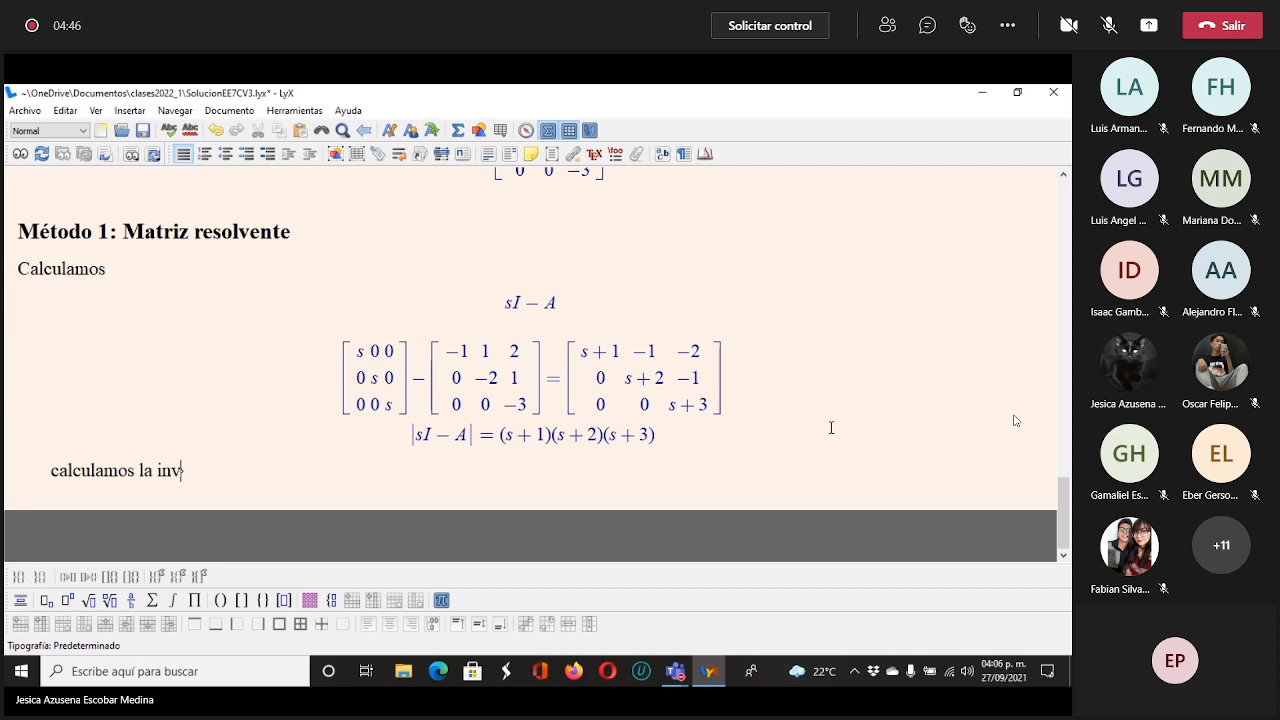 04:46
Solicitar control
Salir
~\OneDrive\Documentos\clases2022_1\SolucionEE7CV3.lyx* - LyX
Archivo Editar Ver Insertar Navegar Documento Herramientas Ayuda
Normal
0 0 −3
Método 1: Matriz resolvente
Calculamos
sI − A
[ s 0 0 ] − [ −1 1 2 ] = [ s+1 −1 −2 ]
[ 0 s 0 ] [ 0 −2 1 ] [ 0 s+2 −1 ]
[ 0 0 s ] [ 0 0 −3 ] [ 0 0 s+3 ]
|sI − A| = (s+1)(s+2)(s+3)
calculamos la inv
Tipografía: Predeterminado
Escribe aquí para buscar
22°C
04:06 p. m.
27/09/2021
Jesica Azusena Escobar Medina
LA FH
Luis Arman... Fernando M...
LG MM
Luis Angel ... Mariana Do...
ID AA
Isaac Gamb... Alejandro Fl...
Jesica Azusena ... Oscar Felip...
GH EL
Gamaliel Es... Eber Gerso...
+11
Fabian Silva...
EP